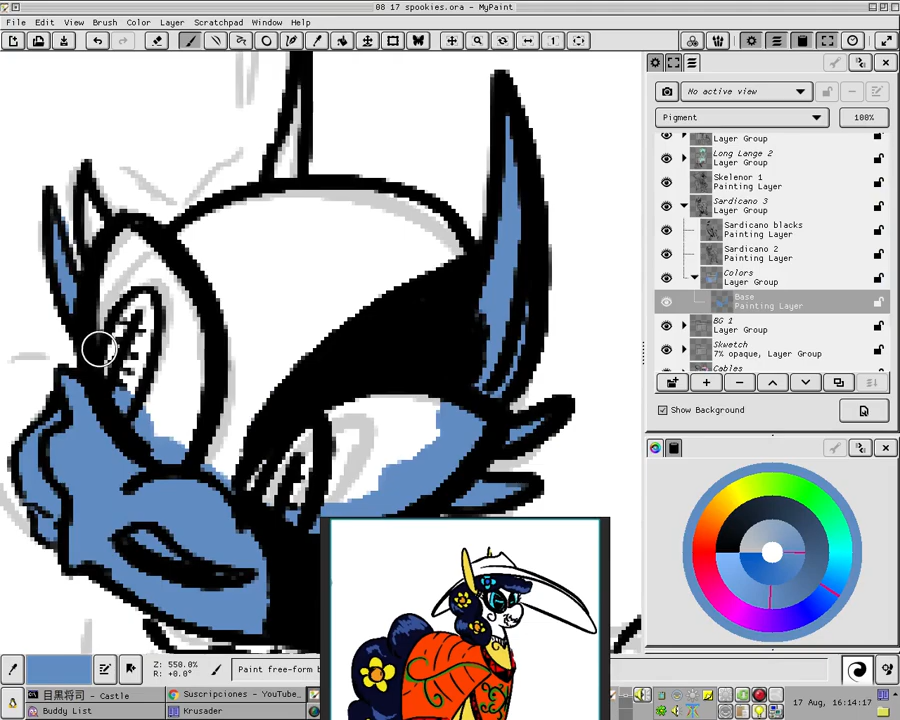 08 17 spookies.ora - MyPaint
File Edit View Brush Color Layer Scratchpad Window Help
No active view
Pigment 100%
Layer Group
Long Lange 2
Layer Group
Skelenor 1
Painting Layer
Sardicano 3
Layer Group
Sardicano blacks
Painting Layer
Sardicano 2
Painting Layer
Colors
Layer Group
Base
Painting Layer
BG 1
Layer Group
Skwetch
7% opaque, Layer Group
Cables
Show Background
Z: 550.0%
R: +0.0°
Paint free-form b
目黒将司 - Castle
Suscripciones - YouTube…
17 Aug, 16:14:17
Buddy List
Krusader